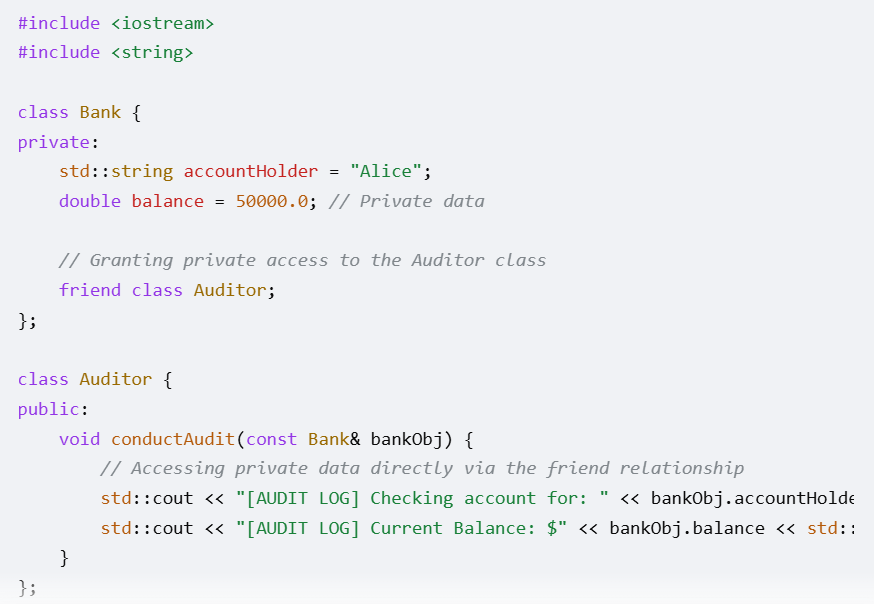 #include <iostream>
#include <string>
class Bank {
private:
    std::string accountHolder = "Alice";
    double balance = 50000.0; // Private data
    // Granting private access to the Auditor class
    friend class Auditor;
};
class Auditor {
public:
    void conductAudit(const Bank& bankObj) {
        // Accessing private data directly via the friend relationship
        std::cout << "[AUDIT LOG] Checking account for: " << bankObj.accountHolde
        std::cout << "[AUDIT LOG] Current Balance: $" << bankObj.balance << std::
    }
};